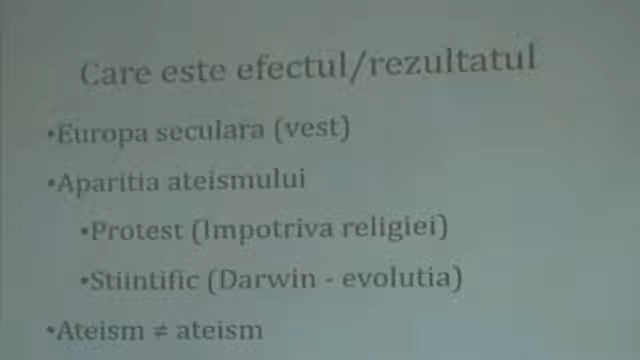 Care este efectul/rezultatul
•Europa seculara (vest)
•Aparitia ateismului
•Protest (Impotriva religiei)
•Stiintific (Darwin - evolutia)
•Ateism ≠ ateism